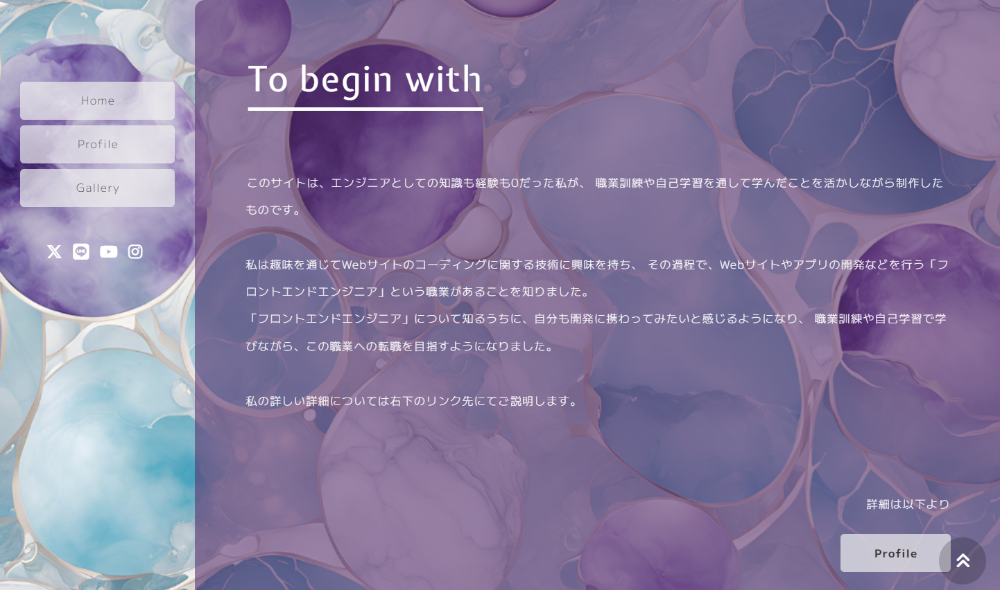 Home
Profile
Gallery
LINE
To begin with
このサイトは、エンジニアとしての知識も経験も0だった私が、 職業訓練や自己学習を通して学んだことを活かしながら制作した
ものです。
私は趣味を通じてWebサイトのコーディングに関する技術に興味を持ち、 その過程で、Webサイトやアプリの開発などを行う「フ
ロントエンドエンジニア」という職業があることを知りました。
「フロントエンドエンジニア」について知るうちに、自分も開発に携わってみたいと感じるようになり、 職業訓練や自己学習で学
びながら、この職業への転職を目指すようになりました。
私の詳しい詳細については右下のリンク先にてご説明します。
詳細は以下より
Profile